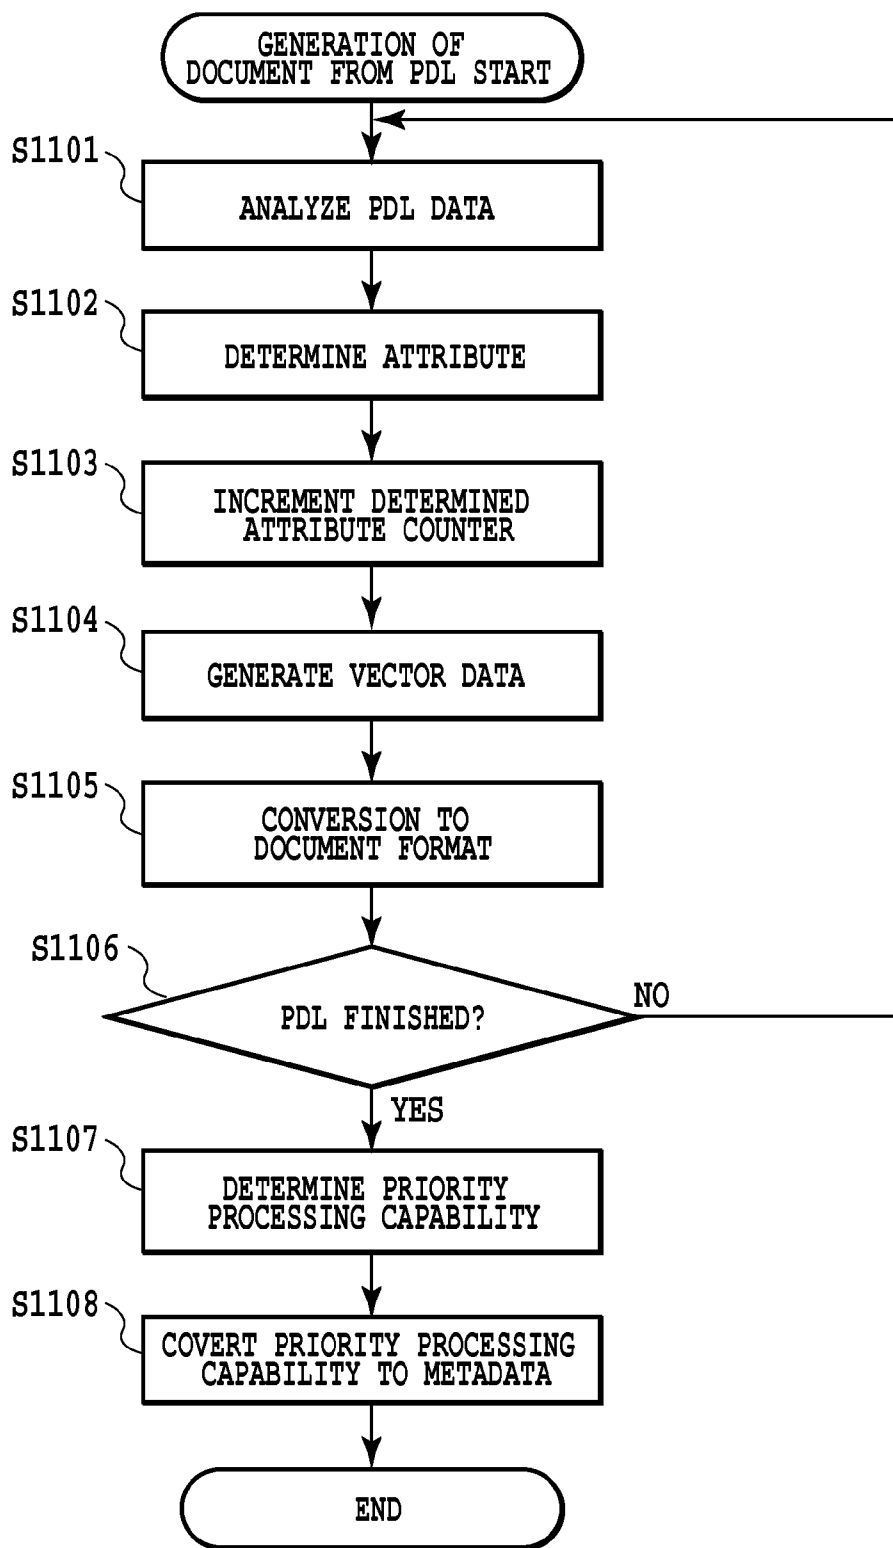 GENERATION OF
DOCUMENT FROM PDL START
S1101
ANALYZE PDL DATA
S1102
DETERMINE ATTRIBUTE
S1103
INCREMENT DETERMINED
ATTRIBUTE COUNTER
S1104
GENERATE VECTOR DATA
S1105
CONVERSION TO
DOCUMENT FORMAT
S1106
PDL FINISHED?
NO
YES
S1107
DETERMINE PRIORITY
PROCESSING CAPABILITY
S1108
COVERT PRIORITY PROCESSING
CAPABILITY TO METADATA
END